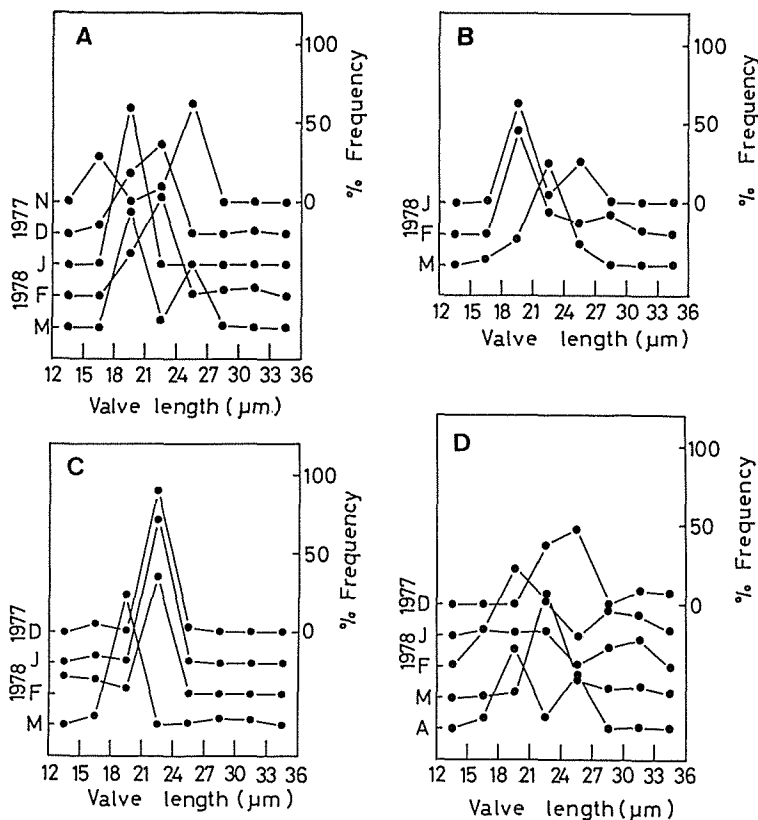 A
100
50
0
% Frequency
N
D
J
F
M
1977
1978
12 15 18 21 24 27 30 33 36
Valve length (µm.)
B
100
50
0
% Frequency
J
F
M
1978
12 15 18 21 24 27 30 33 36
Valve length (µm)
C
100
50
0
% Frequency
D
J
F
M
1977
1978
12 15 18 21 24 27 30 33 36
Valve length (µm)
D
100
50
0
% Frequency
D
J
F
M
A
1977
1978
12 15 18 21 24 27 30 33 36
Valve length (µm)